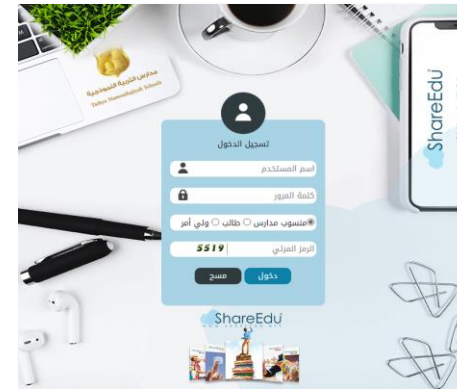 مدارس التربية النموذجية
Tarbya Namouthajiyah Schools
ShareEdu
تسجيل الدخول
اسم المستخدم
كلمة المرور
منسوب مدارس طالب ولي أمر
الرمز المرئي 5519
دخول مسح
ShareEdu